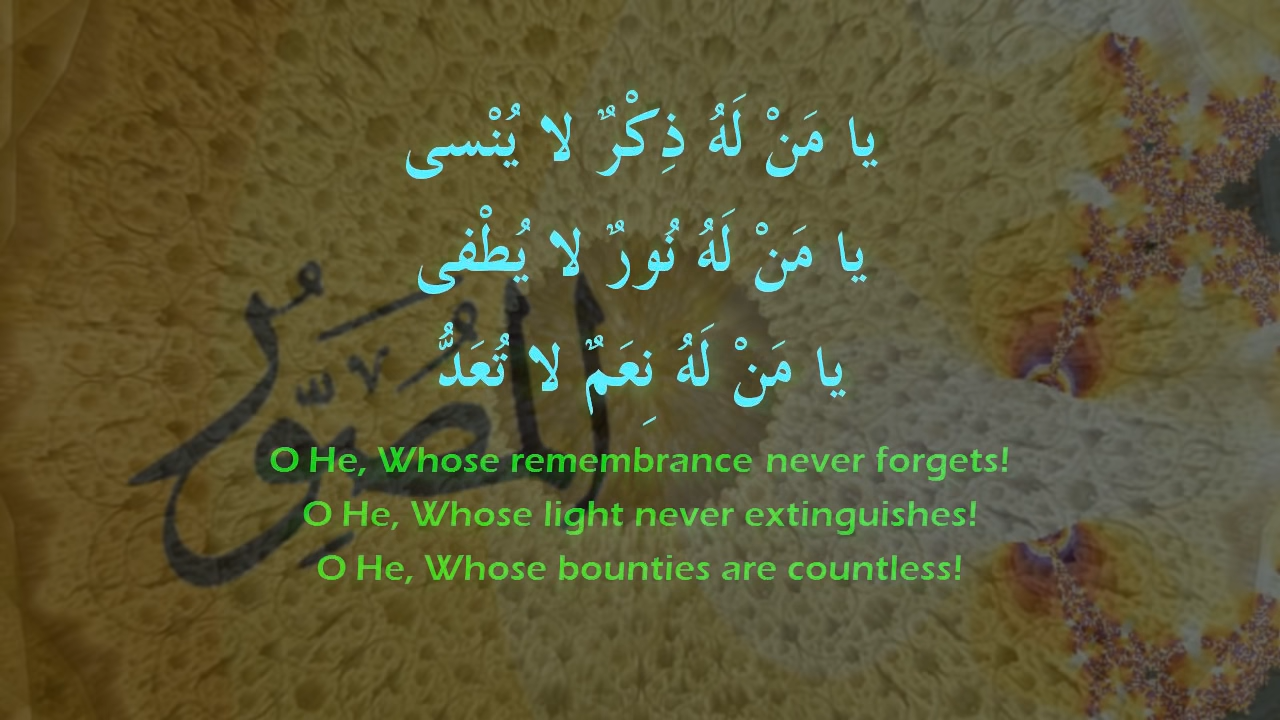 يا مَنْ لَهُ ذِكْرٌ لا يُنْسى
يا مَنْ لَهُ نُورٌ لا يُطْفى
يا مَنْ لَهُ نِعَمٌ لا تُعَدُّ
المُصَوِّرُ
O He, Whose remembrance never forgets!
O He, Whose light never extinguishes!
O He, Whose bounties are countless!